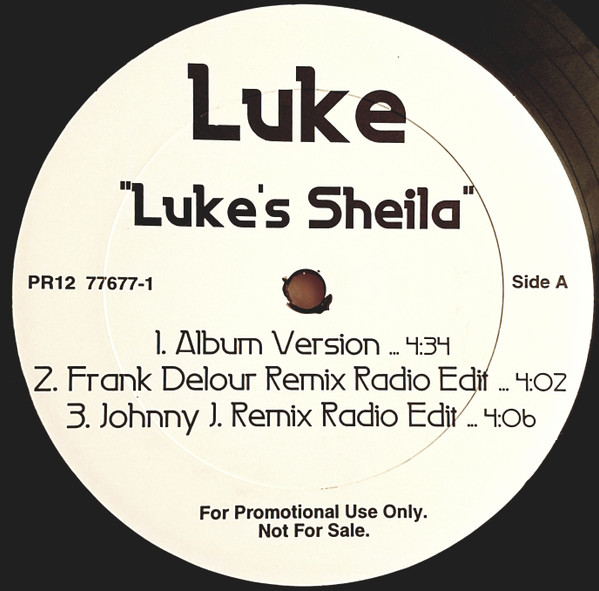 Luke
"Luke's Sheila"
PR12 77677-1
Side A
1. Album Version ... 4:34
2. Frank Delour Remix Radio Edit ... 4:02
3. Johnny J. Remix Radio Edit ... 4:06
For Promotional Use Only.
Not For Sale.